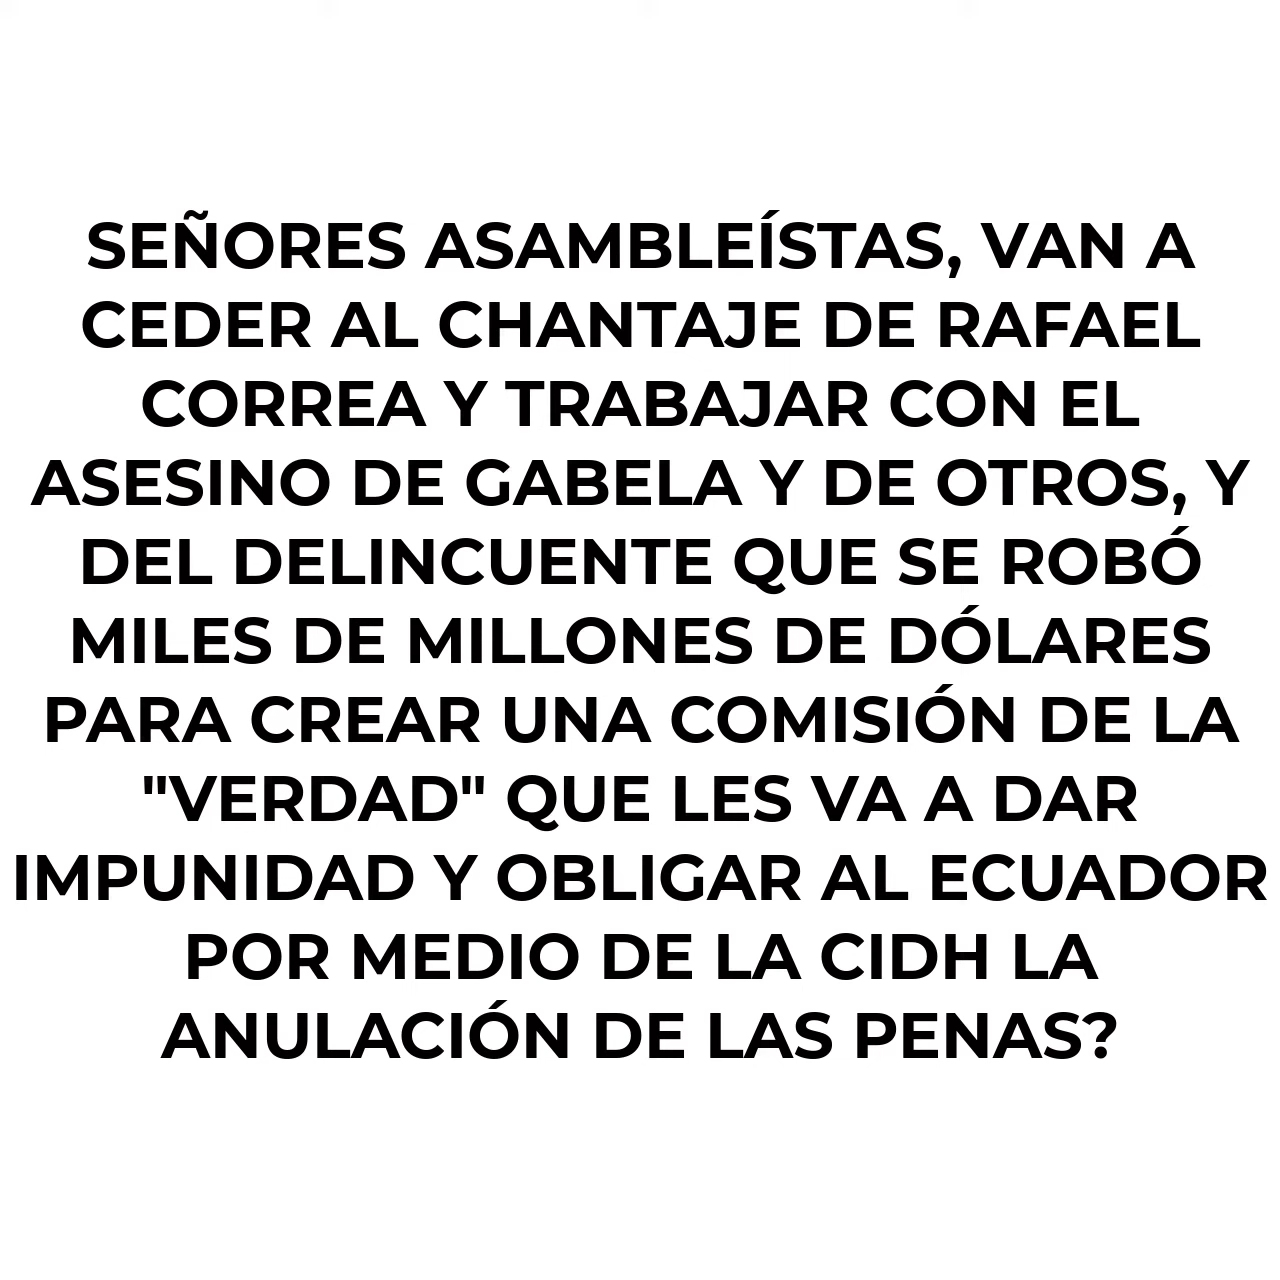 SEÑORES ASAMBLEÍSTAS, VAN A
CEDER AL CHANTAJE DE RAFAEL
CORREA Y TRABAJAR CON EL
ASESINO DE GABELA Y DE OTROS, Y
DEL DELINCUENTE QUE SE ROBÓ
MILES DE MILLONES DE DÓLARES
PARA CREAR UNA COMISIÓN DE LA
"VERDAD" QUE LES VA A DAR
IMPUNIDAD Y OBLIGAR AL ECUADOR
POR MEDIO DE LA CIDH LA
ANULACIÓN DE LAS PENAS?